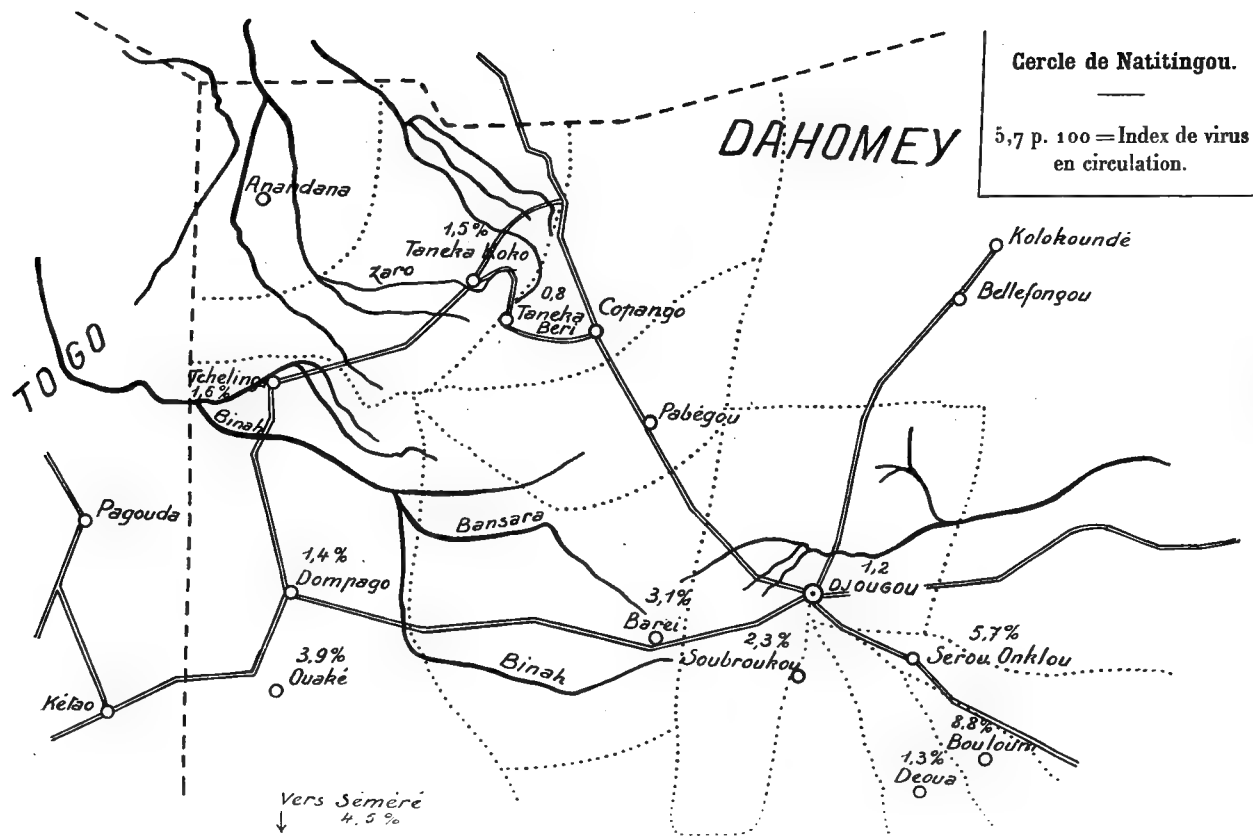 Cercle de Natitingou.
5,7 p. 100 = Index de virus
en circulation.
DAHOMEY
TOGO
Anandana
1,5%
Taneka Koko
Zaro
0,8
Taneka
Beri
Copango
Kolokoundé
Bellefongou
Tchelinga
1,6%
Binah
Pabégou
Pagouda
Bansara
1,4%
Dompago
3,1%
Barei
1,2
DJOUGOU
2,3%
Soubroukou
5,7%
Serou Onklou
3,9%
Ouaké
Binah
Kétao
8,8%
Bouloum
1,3%
Deoua
Vers Séméré
4.5%